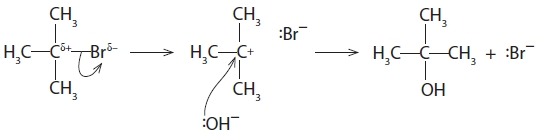 CH₃ CH₃ :Br⁻ CH₃
H₃C—Cᵟ⁺—Brᵟ⁻ H₃C—C+ H₃C—C—CH₃ + :Br⁻
CH₃ CH₃ OH
:OH⁻